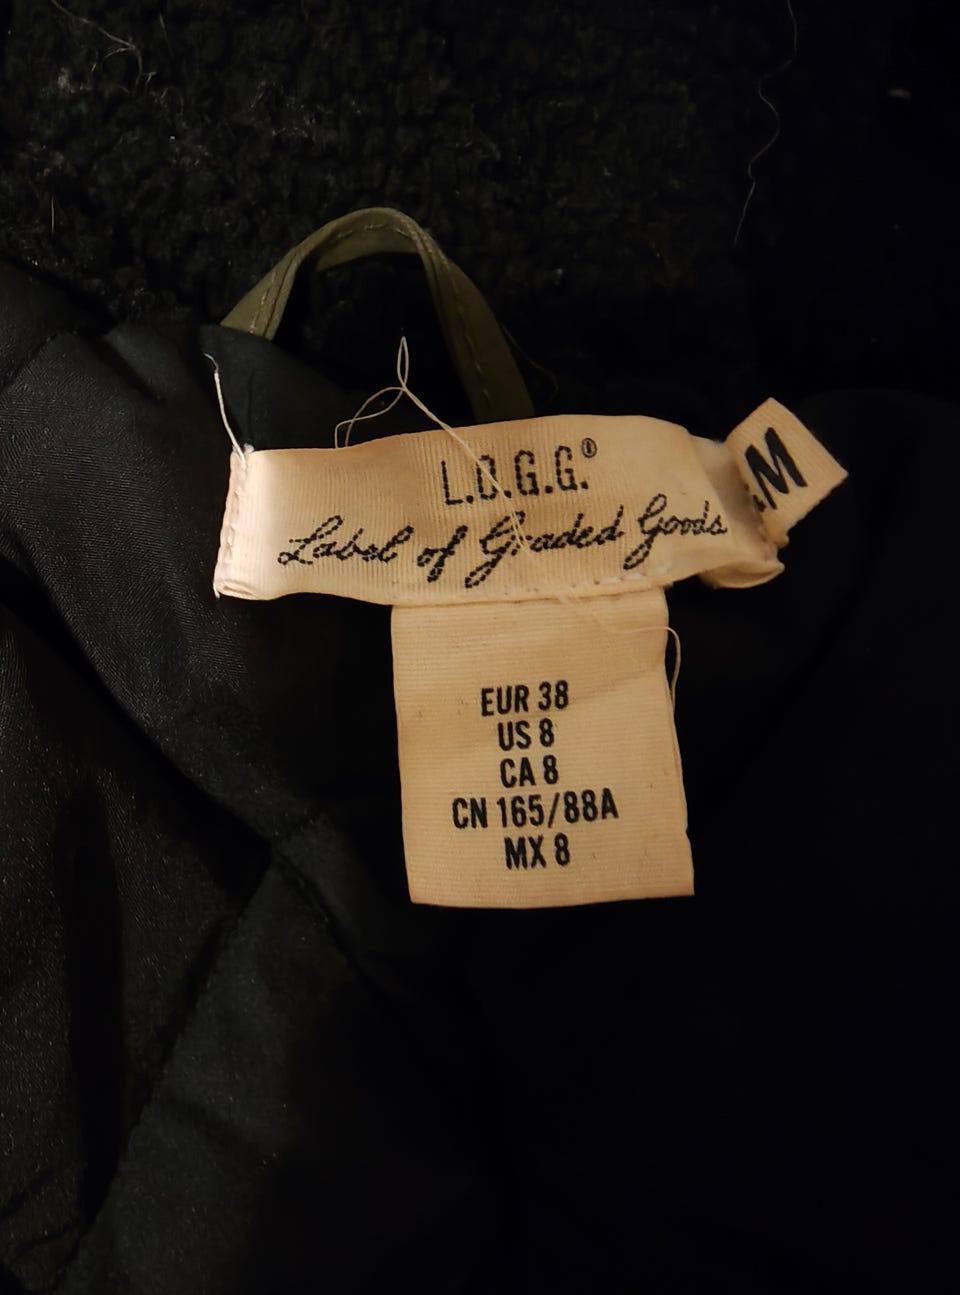 L.O.G.G.®
Label of Graded Goods
M
EUR 38
US 8
CA 8
CN 165/88A
MX 8